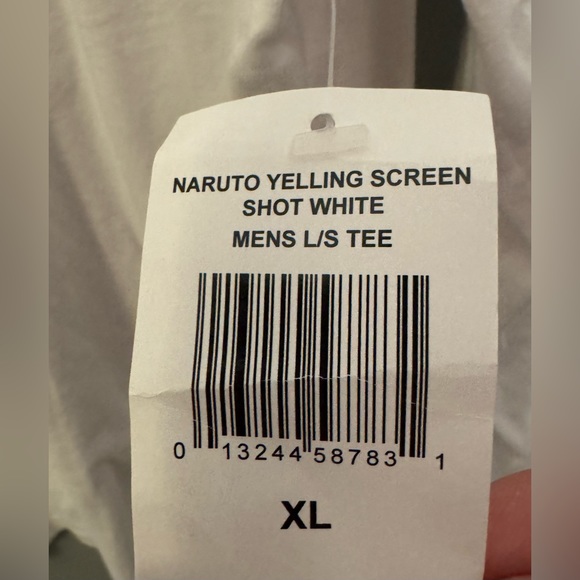 NARUTO YELLING SCREEN
SHOT WHITE
MENS L/S TEE
0 13244 58783 1
XL